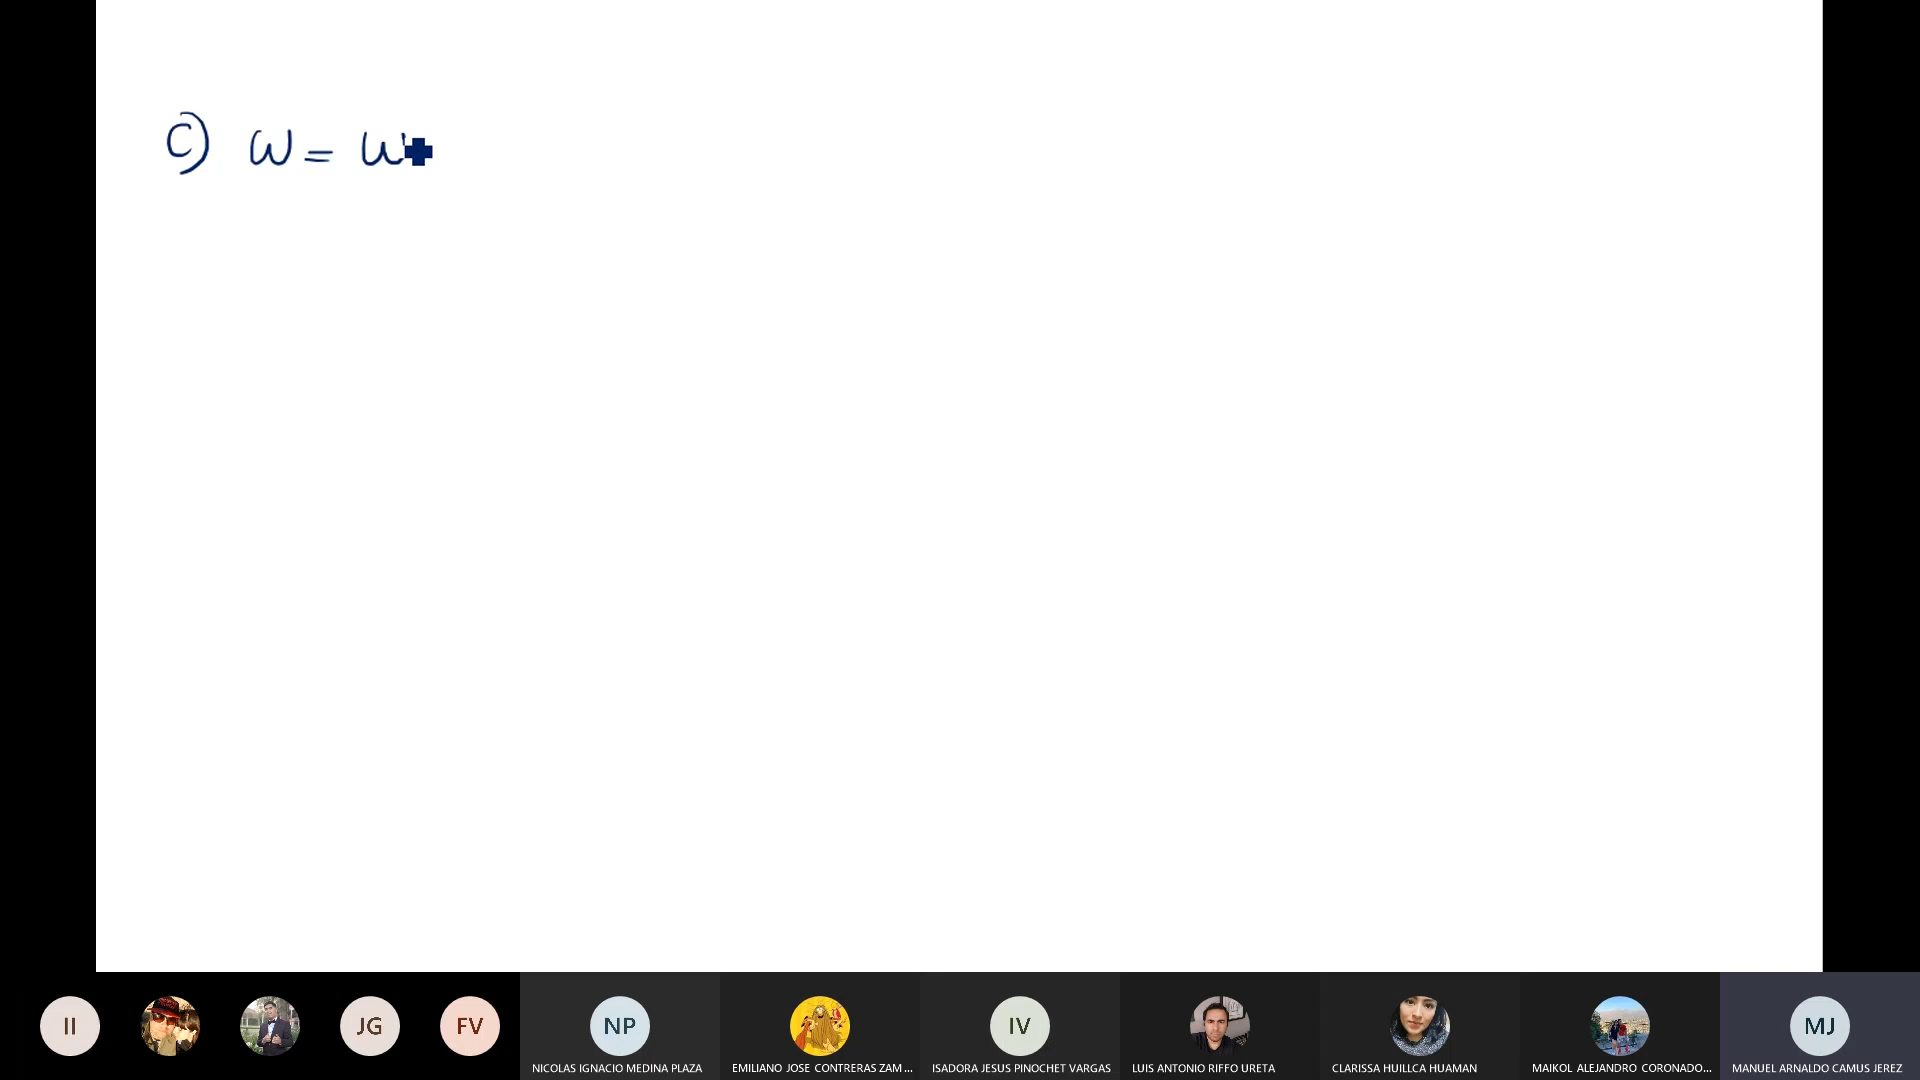 c) ω = ω
II
JG
FV
NP
IV
MJ
NICOLAS IGNACIO MEDINA PLAZA
EMILIANO JOSE CONTRERAS ZAM...
ISADORA JESUS PINOCHET VARGAS
LUIS ANTONIO RIFFO URETA
CLARISSA HUILLCA HUAMAN
MAIKOL ALEJANDRO CORONADO...
MANUEL ARNALDO CAMUS JEREZ